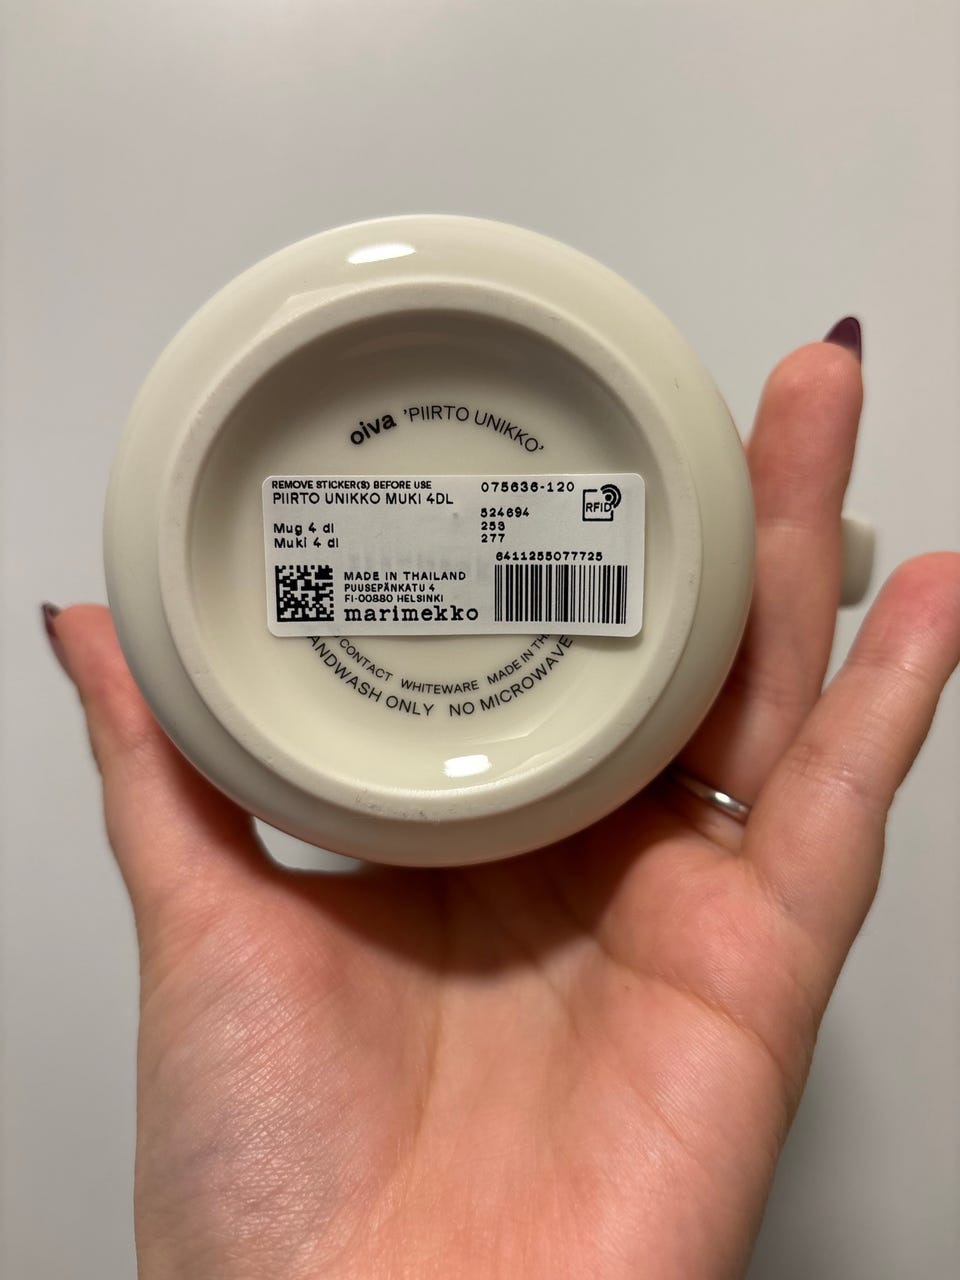 oiva 'PIIRTO UNIKKO'
REMOVE STICKER(S) BEFORE USE
PIIRTO UNIKKO MUKI 4DL
075636-120
RFID
524694
253
277
Mug 4 dl
Muki 4 dl
6411255077725
MADE IN THAILAND
PUUSEPÄNKATU 4
FI-00880 HELSINKI
marimekko
CONTACT WHITEWARE MADE IN TH
ANDWASH ONLY NO MICROWAVE